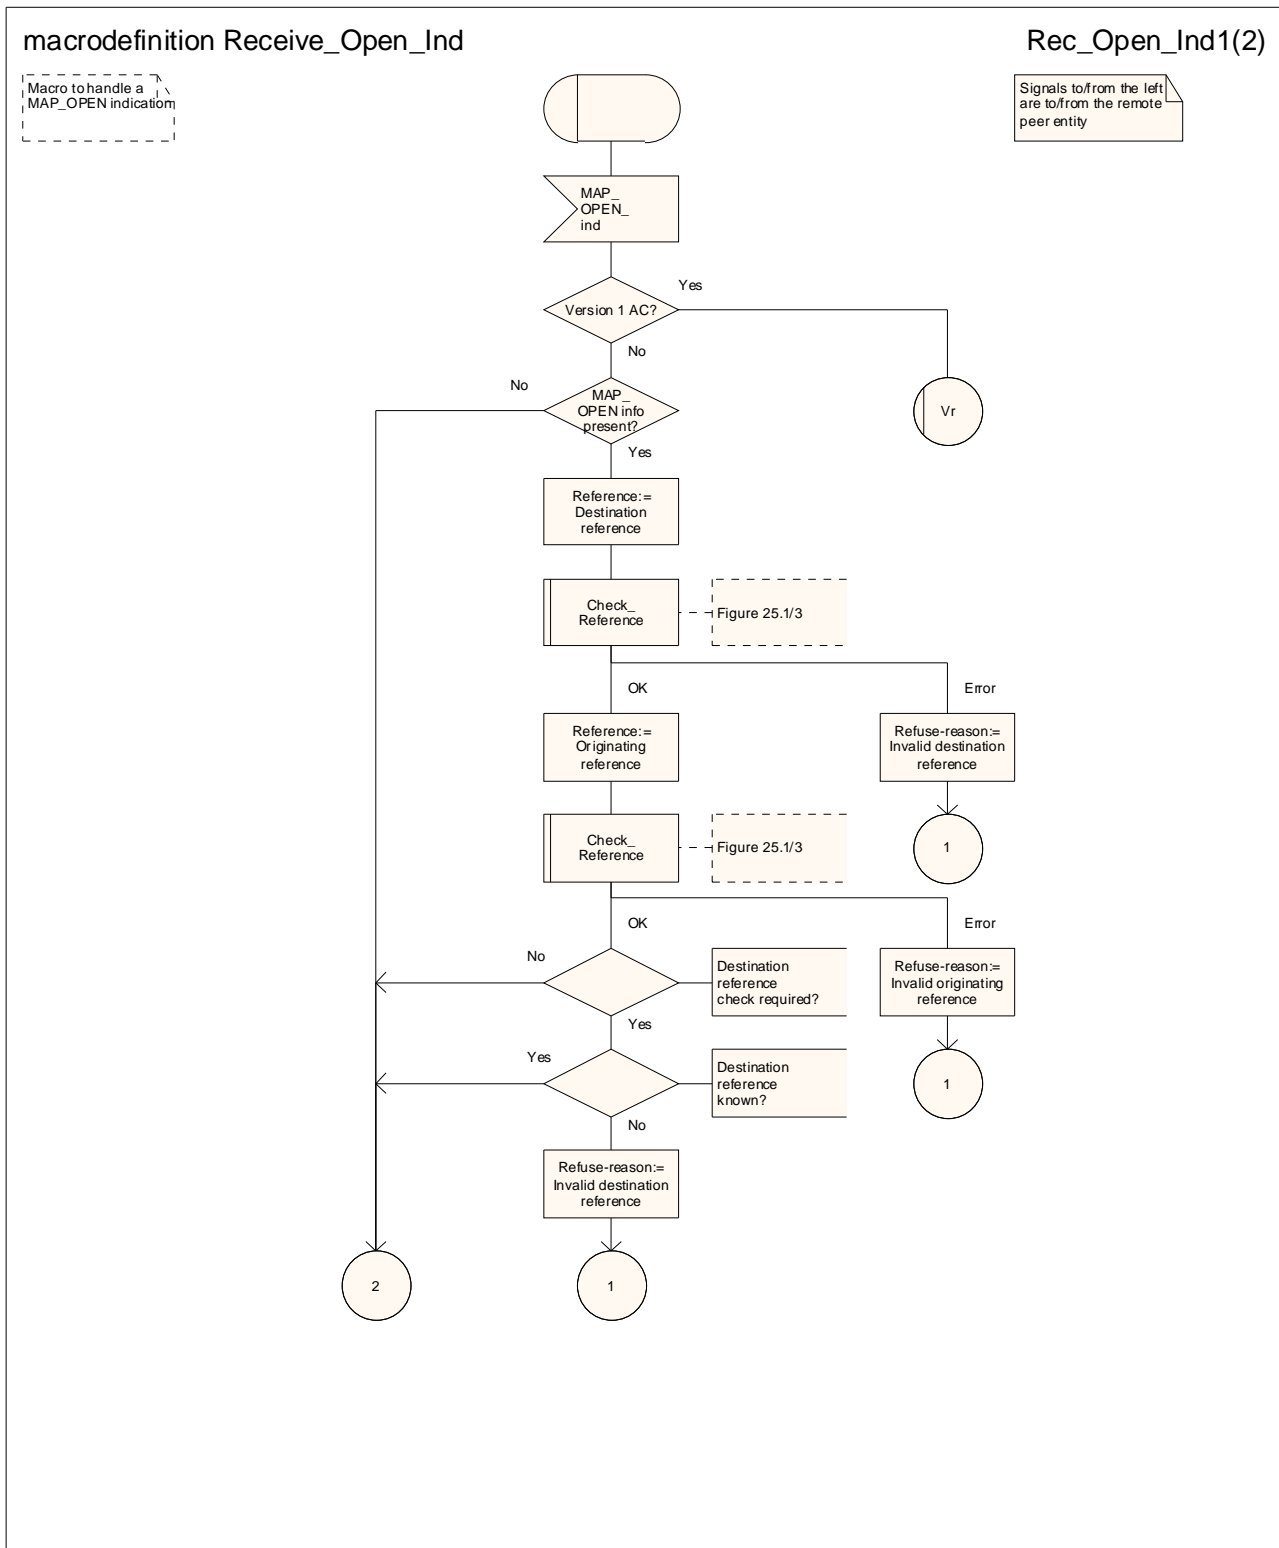 macrodefinition Receive_Open_Ind
Rec_Open_Ind1(2)
Macro to handle a
MAP_OPEN indication
Signals to/from the left
are to/from the remote
peer entity
MAP_
OPEN_
ind
Yes
Version 1 AC?
No
No
MAP_
OPEN info
present?
Vr
Yes
Reference:=
Destination
reference
Check_
Reference
Figure 25.1/3
OK
Error
Reference:=
Originating
reference
Refuse-reason:=
Invalid destination
reference
Check_
Reference
Figure 25.1/3
1
OK
Error
No
Destination
reference
check required?
Refuse-reason:=
Invalid originating
reference
Yes
Yes
Destination
reference
known?
1
No
Refuse-reason:=
Invalid destination
reference
2
1